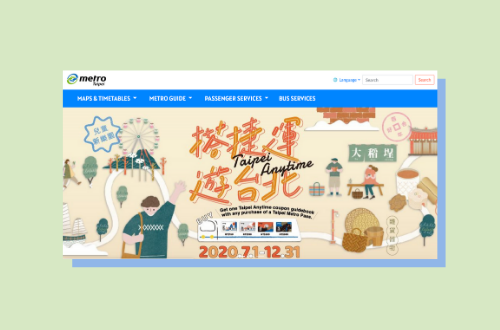 metro
Taipei
Language
Search
Search
MAPS & TIMETABLES
METRO GUIDE
PASSENGER SERVICES
BUS SERVICES
兒童
新樂園
搭捷運
Taipei
Anytime
遊台北
大稻埕
Get one Taipei Anytime coupon guidebook
with any purchase of a Taipei Metro Pass.
2020.7.1-12.31